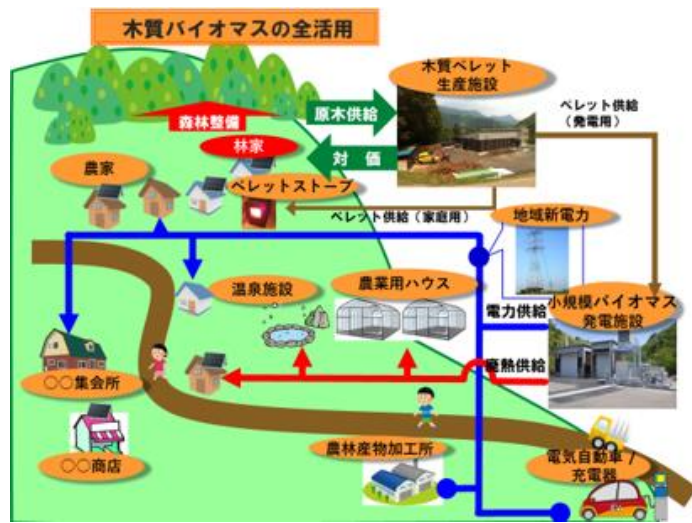 木質バイオマスの全活用
木質ペレット
生産施設
ペレット供給
(発電用)
原木供給
森林整備
林家
対価
農家
ペレットストーブ
ペレット供給(家庭用)
地域新電力
温泉施設
農業用ハウス
小規模バイオマス
発電施設
電力供給
廃熱供給
○○集会所
○○商店
農林産物加工所
電気自動車/
充電器